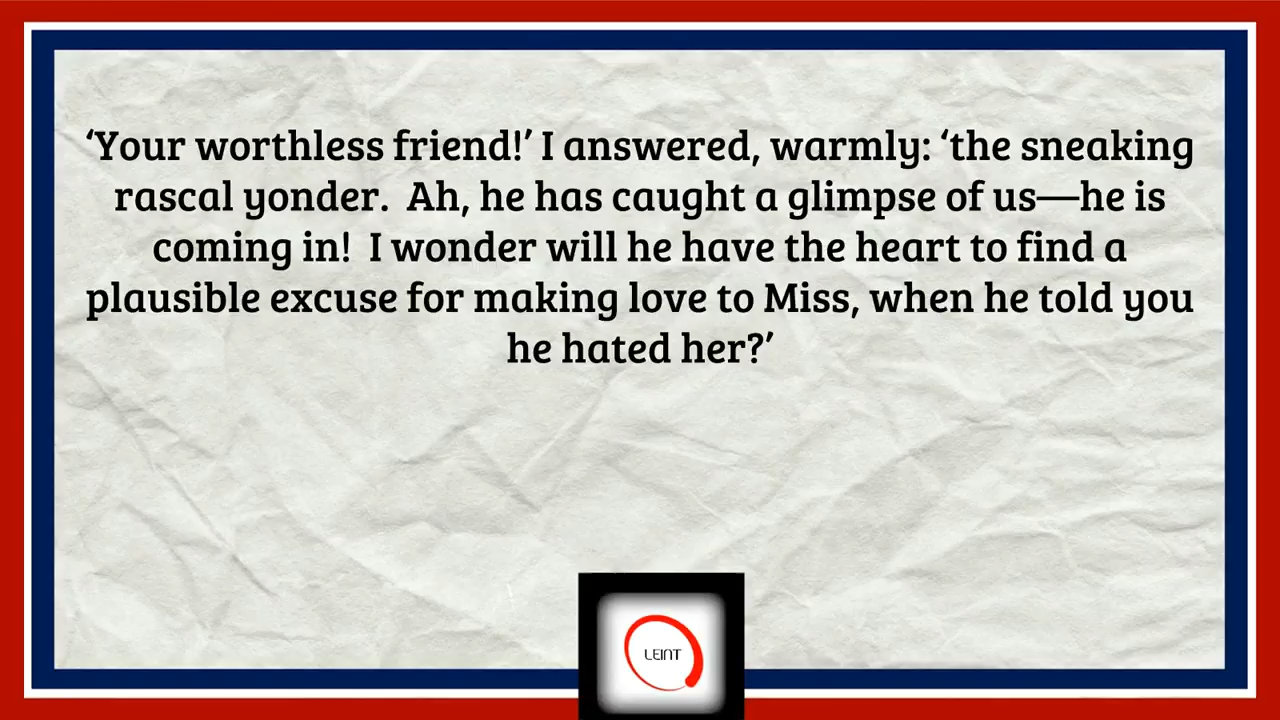 ‘Your worthless friend!’ I answered, warmly: ‘the sneaking
rascal yonder.  Ah, he has caught a glimpse of us—he is
coming in!  I wonder will he have the heart to find a
plausible excuse for making love to Miss, when he told you
he hated her?’
LEINT